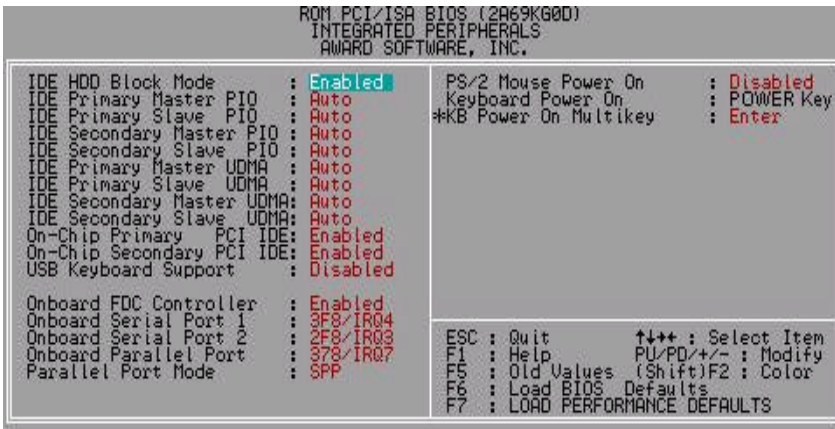 ROM PCI/ISA BIOS (2A69KG0D)
INTEGRATED PERIPHERALS
AWARD SOFTWARE, INC.
IDE HDD Block Mode : Enabled
IDE Primary Master PIO : Auto
IDE Primary Slave PIO : Auto
IDE Secondary Master PIO : Auto
IDE Secondary Slave PIO : Auto
IDE Primary Master UDMA : Auto
IDE Primary Slave UDMA : Auto
IDE Secondary Master UDMA: Auto
IDE Secondary Slave UDMA: Auto
On-Chip Primary PCI IDE: Enabled
On-Chip Secondary PCI IDE: Enabled
USB Keyboard Support : Disabled
Onboard FDC Controller : Enabled
Onboard Serial Port 1 : 3F8/IRQ4
Onboard Serial Port 2 : 2F8/IRQ3
Onboard Parallel Port : 378/IRQ7
Parallel Port Mode : SPP
PS/2 Mouse Power On : Disabled
Keyboard Power On : POWER Key
*KB Power On Multikey : Enter
ESC : Quit ↑↓→← : Select Item
F1 : Help PU/PD/+/- : Modify
F5 : Old Values (Shift)F2 : Color
F6 : Load BIOS Defaults
F7 : LOAD PERFORMANCE DEFAULTS